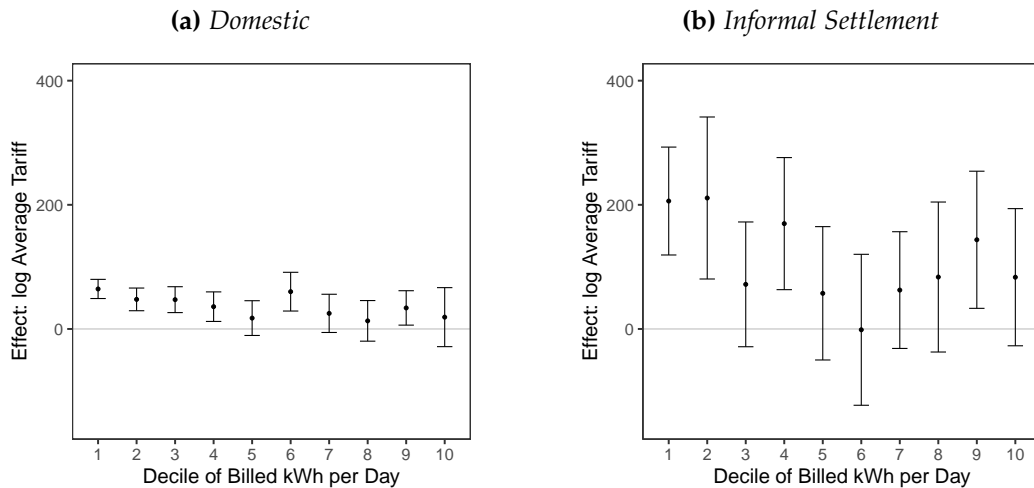 (a) Domestic
Effect: log Average Tariff
400
200
0
1 2 3 4 5 6 7 8 9 10
Decile of Billed kWh per Day
(b) Informal Settlement
Effect: log Average Tariff
400
200
0
1 2 3 4 5 6 7 8 9 10
Decile of Billed kWh per Day